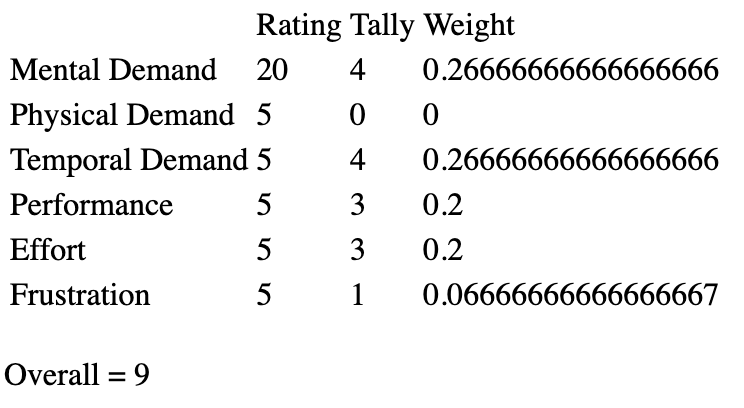 Rating Tally Weight
Mental Demand 20 4 0.26666666666666666
Physical Demand 5 0 0
Temporal Demand 5 4 0.26666666666666666
Performance 5 3 0.2
Effort 5 3 0.2
Frustration 5 1 0.06666666666666667
Overall = 9